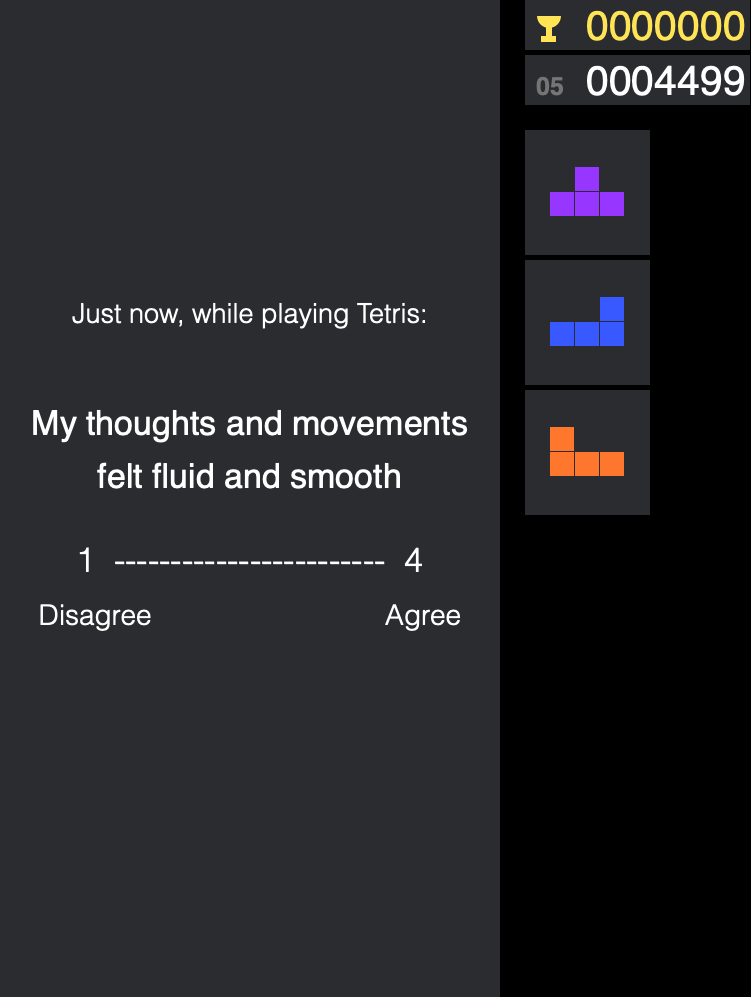 0000000
05 0004499
Just now, while playing Tetris:
My thoughts and movements
felt fluid and smooth
1 ------------------------ 4
Disagree Agree